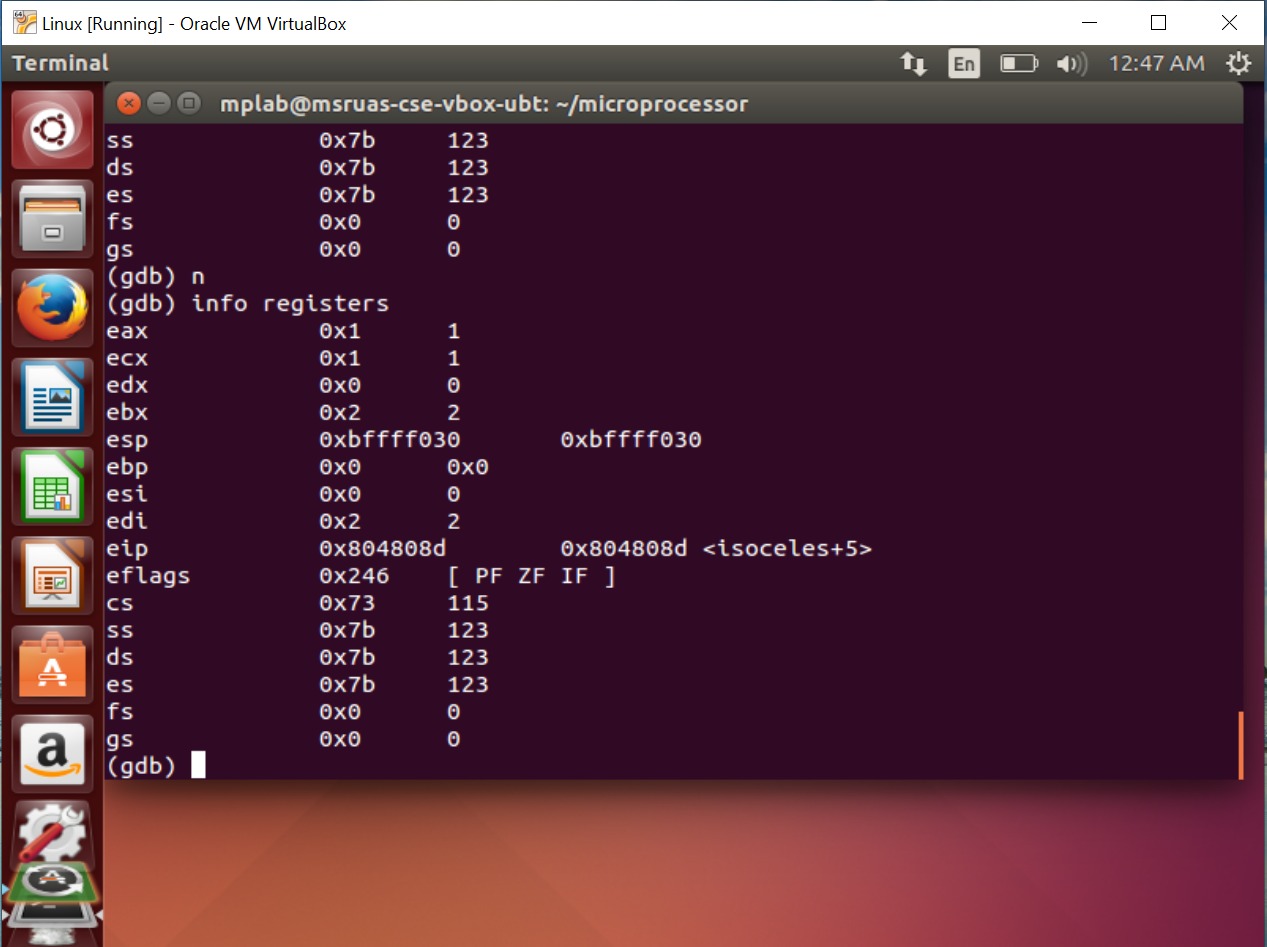 Linux [Running] - Oracle VM VirtualBox
Terminal En 12:47 AM
mplab@msruas-cse-vbox-ubt: ~/microprocessor
ss 0x7b 123
ds 0x7b 123
es 0x7b 123
fs 0x0 0
gs 0x0 0
(gdb) n
(gdb) info registers
eax 0x1 1
ecx 0x1 1
edx 0x0 0
ebx 0x2 2
esp 0xbffff030 0xbffff030
ebp 0x0 0x0
esi 0x0 0
edi 0x2 2
eip 0x804808d 0x804808d <isoceles+5>
eflags 0x246 [ PF ZF IF ]
cs 0x73 115
ss 0x7b 123
ds 0x7b 123
es 0x7b 123
fs 0x0 0
gs 0x0 0
(gdb)